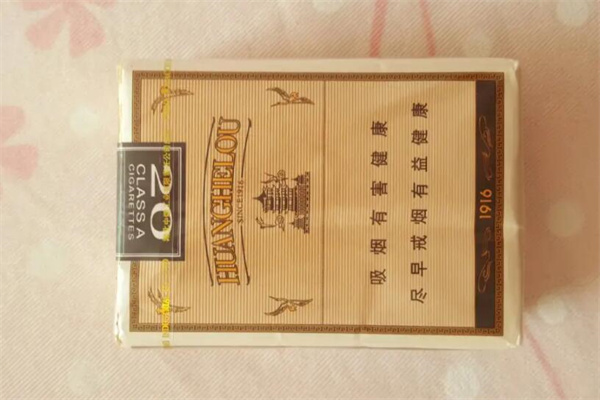 20
CLASS A
CIGARETTES
HUANGHELOU
SINCE 1916
吸烟有害健康
尽早戒烟有益健康
1916